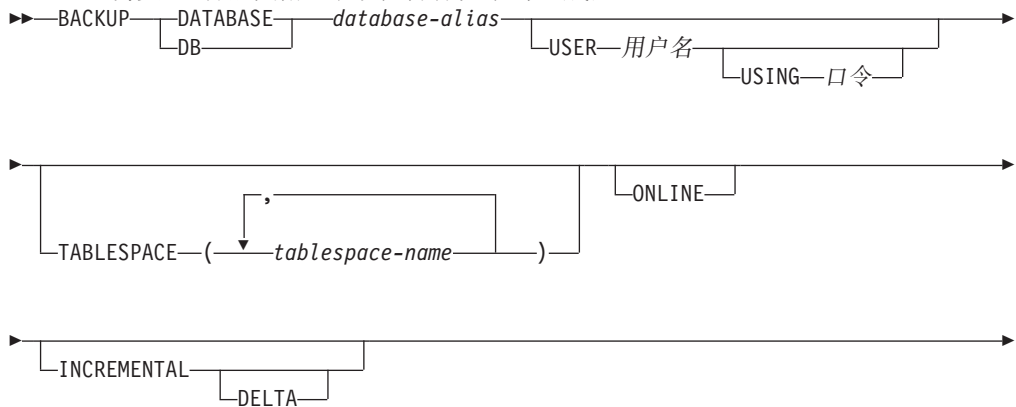 BACKUP DATABASE database-alias
DB USER 用户名
USING 口令
, ONLINE
TABLESPACE ( tablespace-name )
INCREMENTAL
DELTA